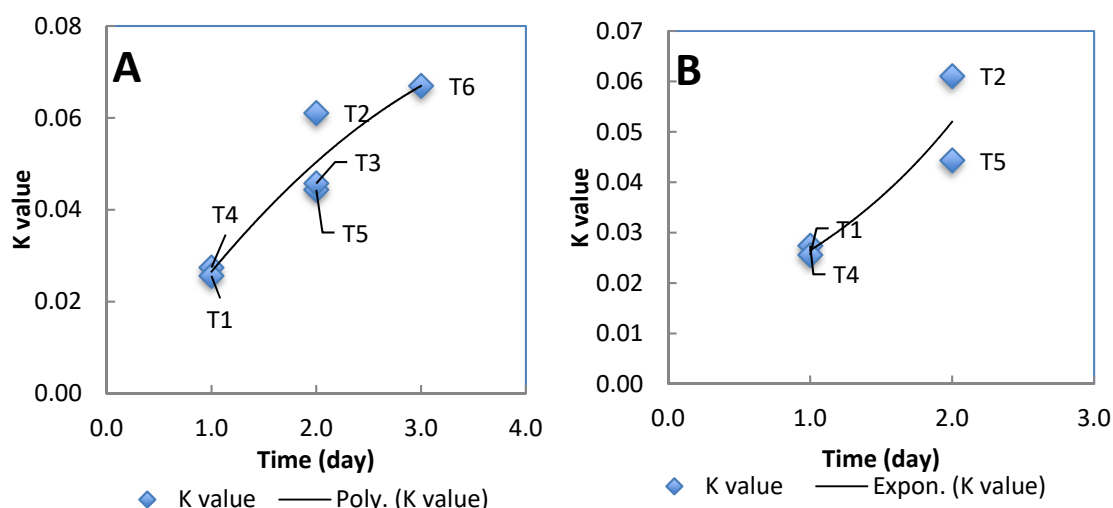 A
0.08
0.06
0.04
0.02
0.00
K value
T2
T6
T3
T5
T4
T1
0.0 1.0 2.0 3.0 4.0
Time (day)
K value Poly. (K value)
B
0.07
0.06
0.05
0.04
0.03
0.02
0.01
0.00
K value
T2
T5
T1
T4
0.0 1.0 2.0 3.0
Time (day)
K value Expon. (K value)